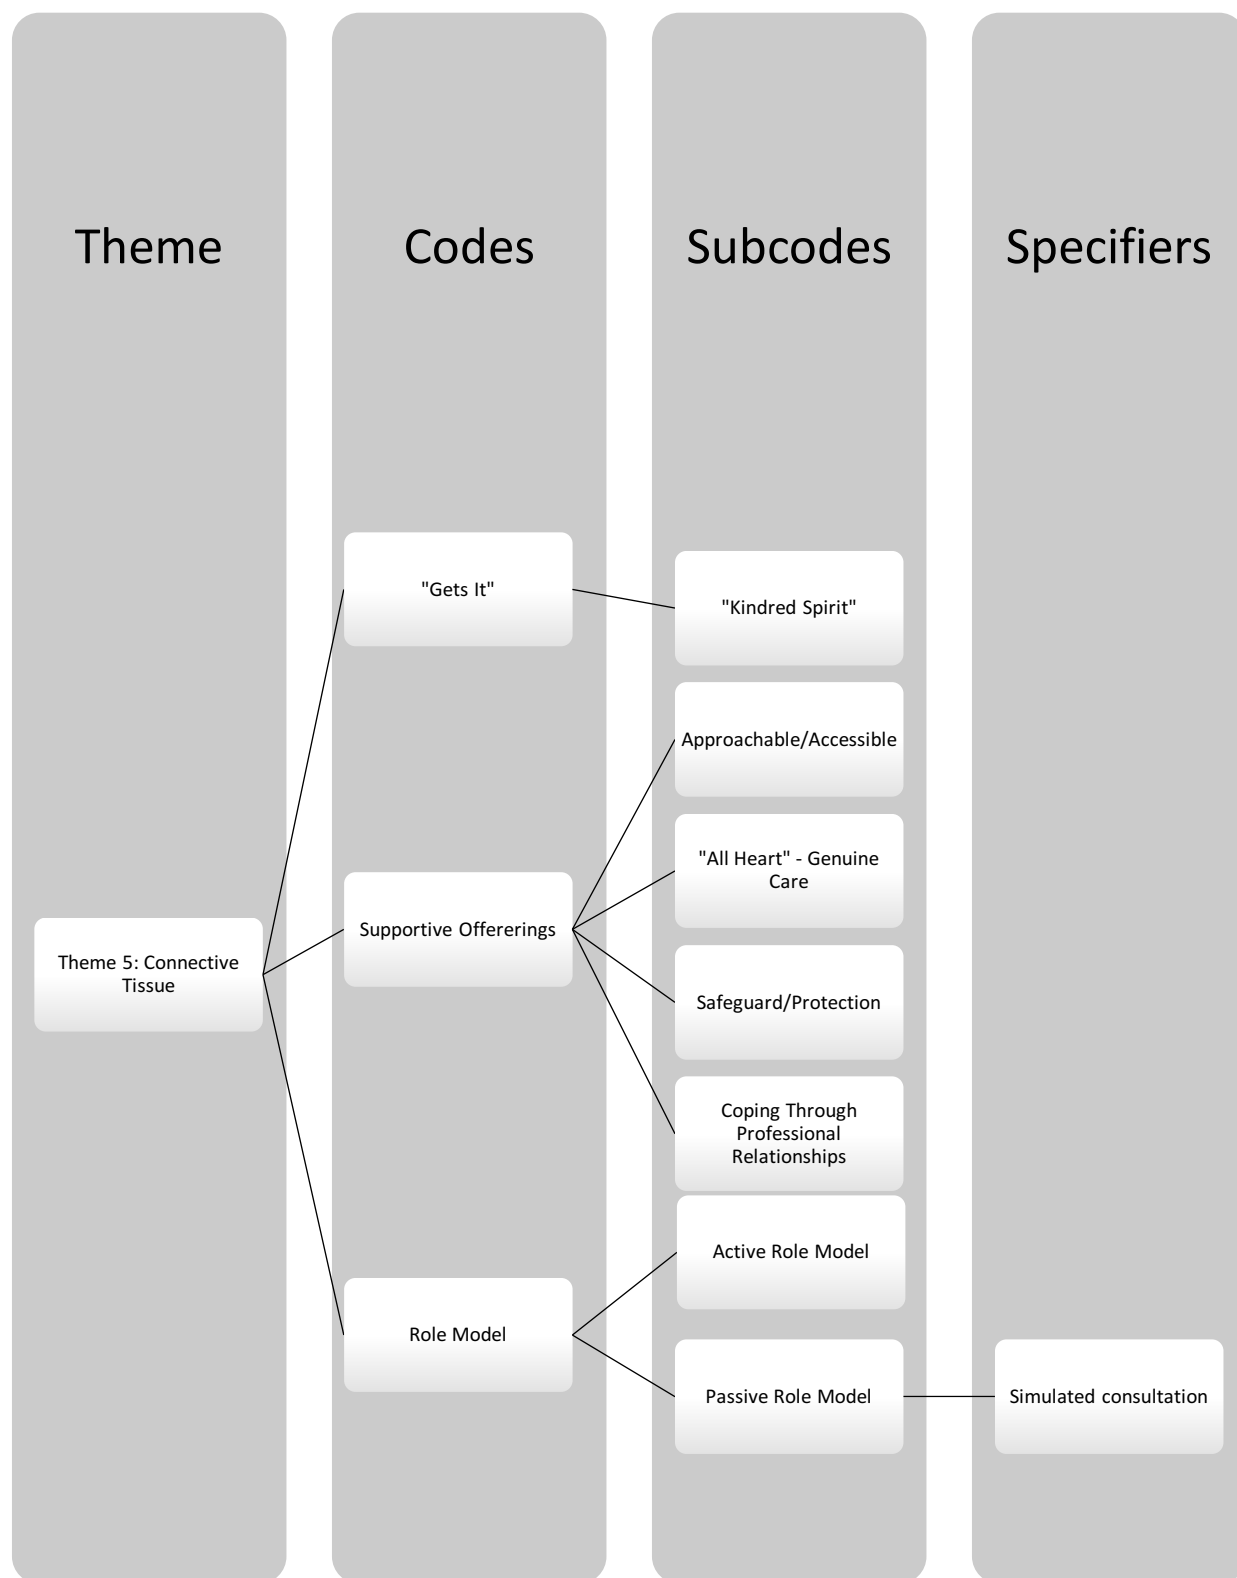 Theme
Codes
Subcodes
Specifiers
"Gets It"
"Kindred Spirit"
Approachable/Accessible
"All Heart" - Genuine
Care
Supportive Offererings
Theme 5: Connective
Tissue
Safeguard/Protection
Coping Through
Professional
Relationships
Active Role Model
Role Model
Passive Role Model
Simulated consultation